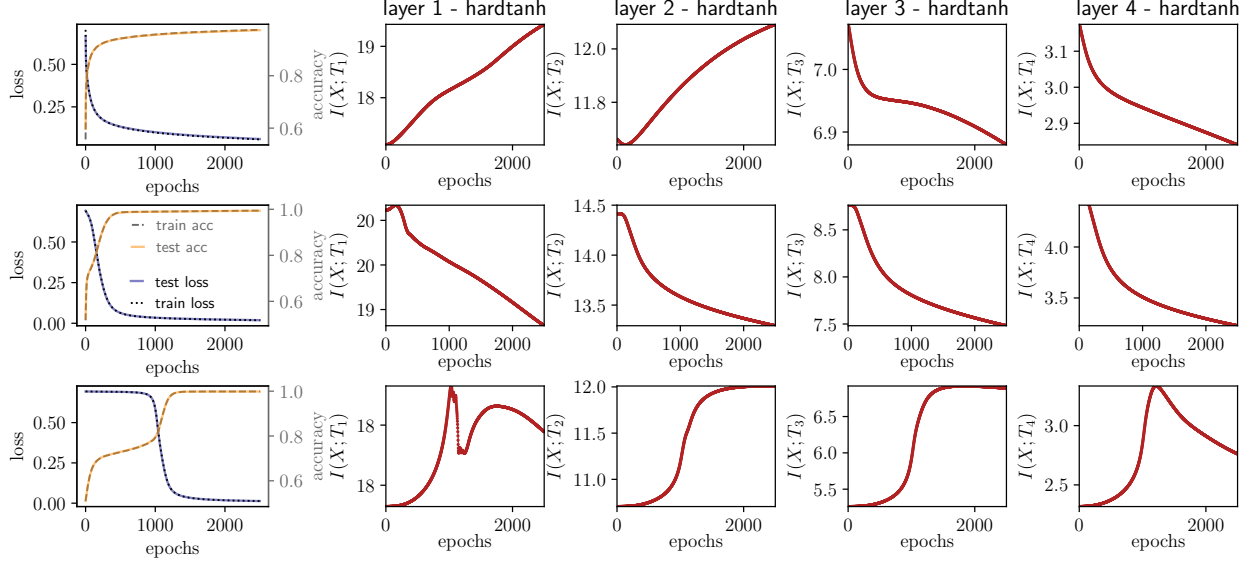 layer 1 - hardtanh
layer 2 - hardtanh
layer 3 - hardtanh
layer 4 - hardtanh
loss
0.50
0.25
0 1000 2000
epochs
0.8
0.6
accuracy
I(X; T₁)
19
18
0 2000
epochs
I(X; T₂)
12.0
11.8
0 2000
epochs
I(X; T₃)
7.0
6.9
0 2000
epochs
I(X; T₄)
3.1
3.0
2.9
0 2000
epochs
loss
0.50
0.25
0.00
0 1000 2000
epochs
train acc
test acc
test loss
train loss
1.0
0.8
0.6
accuracy
I(X; T₁)
20
20
19
0 1000 2000
epochs
I(X; T₂)
14.5
13.5
0 1000 2000
epochs
I(X; T₃)
8.5
8.0
7.5
0 1000 2000
epochs
I(X; T₄)
4.0
3.5
0 1000 2000
epochs
loss
0.50
0.25
0.00
0 1000 2000
epochs
1.0
0.8
0.6
accuracy
I(X; T₁)
18
18
0 2000
epochs
I(X; T₂)
12.0
11.5
11.0
0 2000
epochs
I(X; T₃)
6.5
6.0
5.5
0 2000
epochs
I(X; T₄)
3.0
2.5
0 2000
epochs